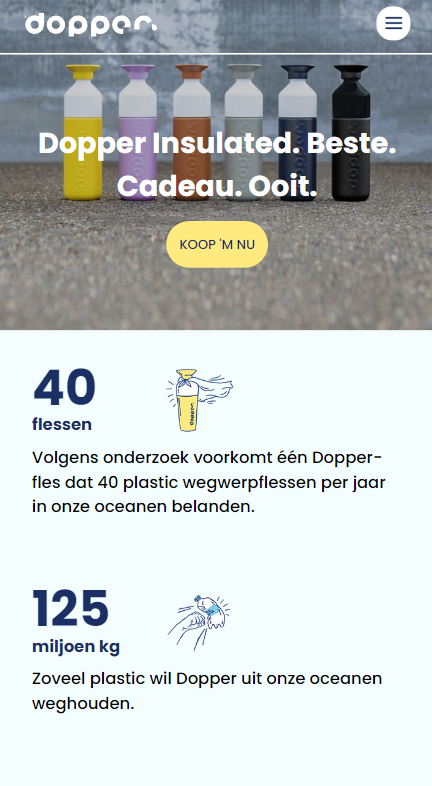 dopper.
Dopper Insulated. Beste.
Cadeau. Ooit.
KOOP 'M NU
40
flessen
Volgens onderzoek voorkomt één Dopper-
fles dat 40 plastic wegwerpflessen per jaar
in onze oceanen belanden.
125
miljoen kg
Zoveel plastic wil Dopper uit onze oceanen
weghouden.